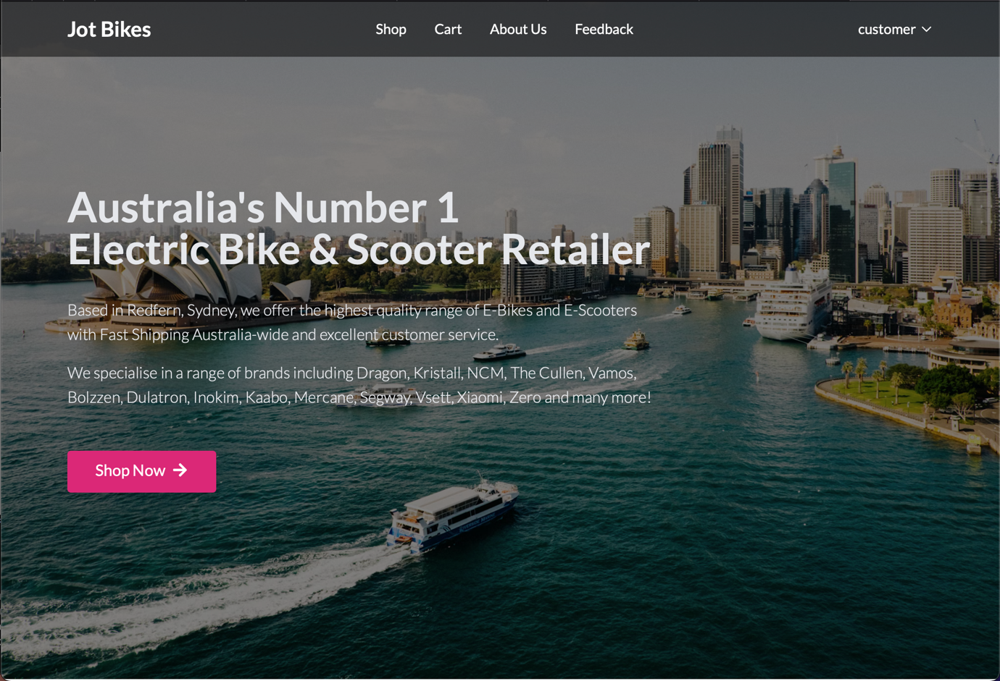 Jot Bikes
Shop
Cart
About Us
Feedback
customer
Australia's Number 1
Electric Bike & Scooter Retailer
Based in Redfern, Sydney, we offer the highest quality range of E-Bikes and E-Scooters
with Fast Shipping Australia-wide and excellent customer service.
We specialise in a range of brands including Dragon, Kristall, NCM, The Cullen, Vamos,
Bolzzen, Dulatron, Inokim, Kaabo, Mercane, Segway, Vsett, Xiaomi, Zero and many more!
Shop Now